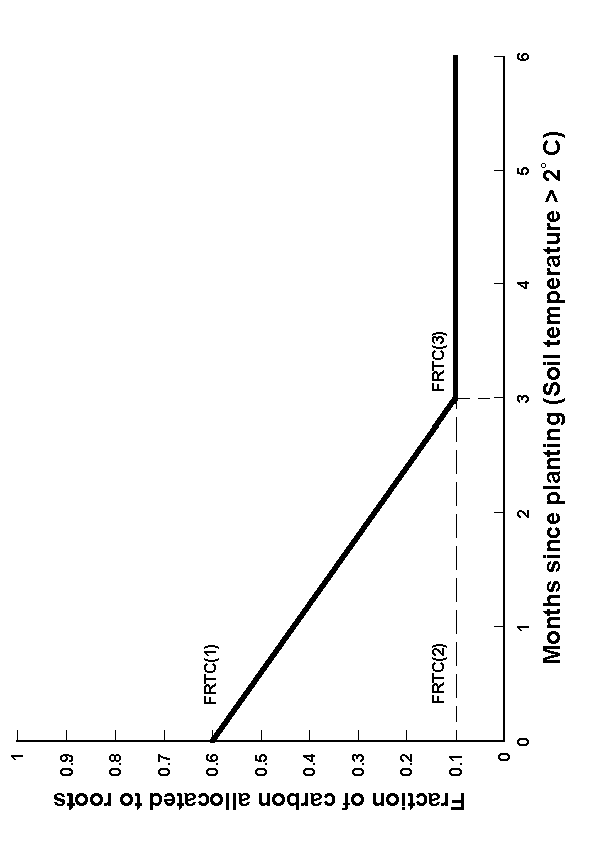 Fraction of carbon allocated to roots
1
0.9
0.8
0.7
0.6
0.5
0.4
0.3
0.2
0.1
0
FRTC(1)
FRTC(2)
FRTC(3)
0 1 2 3 4 5 6
Months since planting (Soil temperature > 2° C)